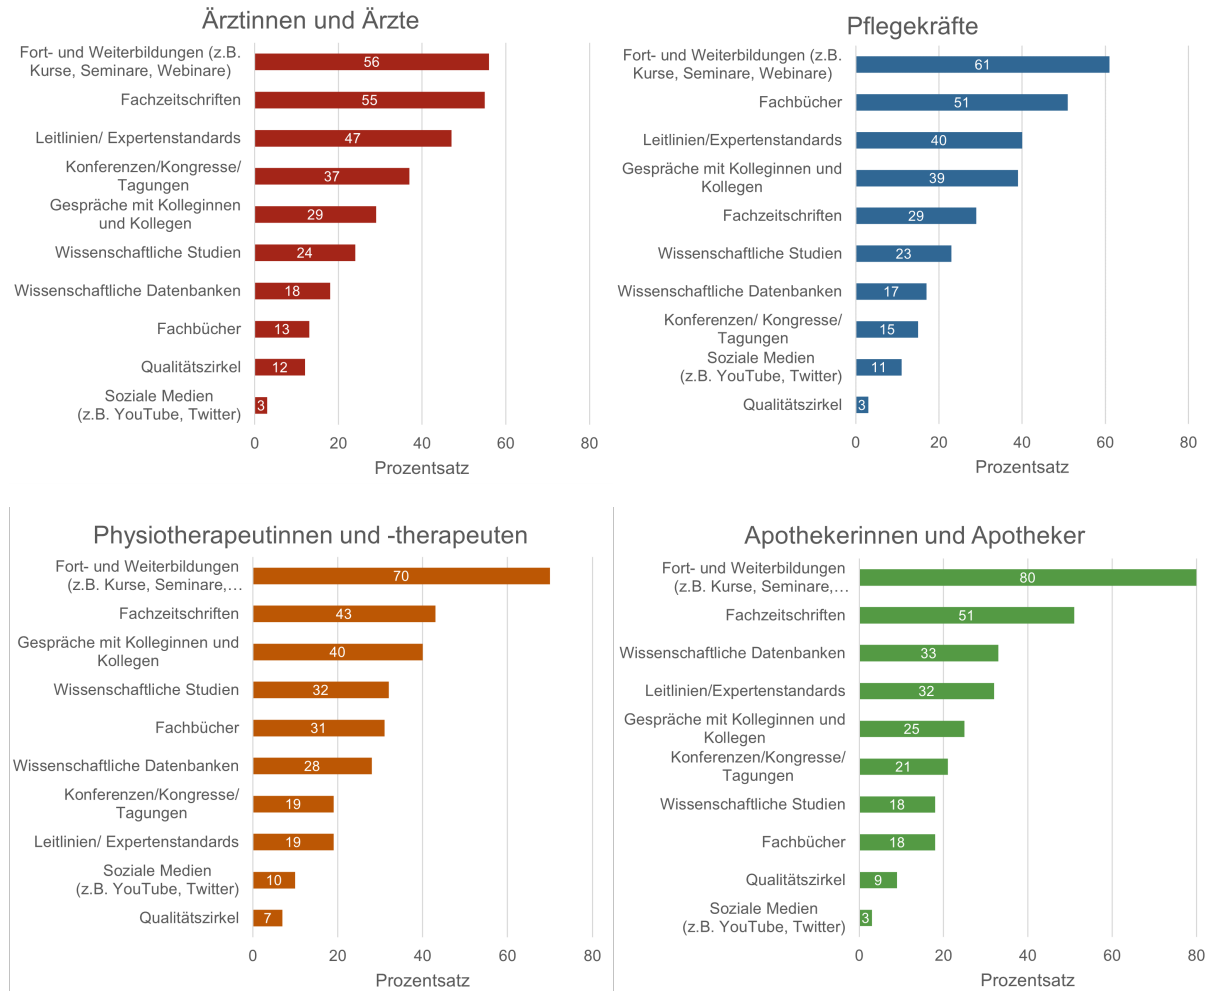 Ärztinnen und Ärzte
Fort- und Weiterbildungen (z.B.
Kurse, Seminare, Webinare)
56
Fachzeitschriften
55
Leitlinien/ Expertenstandards
47
Konferenzen/Kongresse/
Tagungen
37
Gespräche mit Kolleginnen
und Kollegen
29
Wissenschaftliche Studien
24
Wissenschaftliche Datenbanken
18
Fachbücher
13
Qualitätszirkel
12
Soziale Medien
(z.B. YouTube, Twitter)
3
0 20 40 60 80
Prozentsatz
Pflegekräfte
Fort- und Weiterbildungen (z.B.
Kurse, Seminare, Webinare)
61
Fachbücher
51
Leitlinien/Expertenstandards
40
Gespräche mit Kolleginnen und
Kollegen
39
Fachzeitschriften
29
Wissenschaftliche Studien
23
Wissenschaftliche Datenbanken
17
Konferenzen/ Kongresse/
Tagungen
15
Soziale Medien
(z.B. YouTube, Twitter)
11
Qualitätszirkel
3
0 20 40 60 80
Prozentsatz
Physiotherapeutinnen und -therapeuten
Fort- und Weiterbildungen
(z.B. Kurse, Seminare,…
70
Fachzeitschriften
43
Gespräche mit Kolleginnen und
Kollegen
40
Wissenschaftliche Studien
32
Fachbücher
31
Wissenschaftliche Datenbanken
28
Konferenzen/Kongresse/
Tagungen
19
Leitlinien/ Expertenstandards
19
Soziale Medien
(z.B. YouTube, Twitter)
10
Qualitätszirkel
7
0 20 40 60 80
Prozentsatz
Apothekerinnen und Apotheker
Fort- und Weiterbildungen
(z.B. Kurse, Seminare,…
80
Fachzeitschriften
51
Wissenschaftliche Datenbanken
33
Leitlinien/Expertenstandards
32
Gespräche mit Kolleginnen und
Kollegen
25
Konferenzen/Kongresse/
Tagungen
21
Wissenschaftliche Studien
18
Fachbücher
18
Qualitätszirkel
9
Soziale Medien
(z.B. YouTube, Twitter)
3
0 20 40 60 80
Prozentsatz